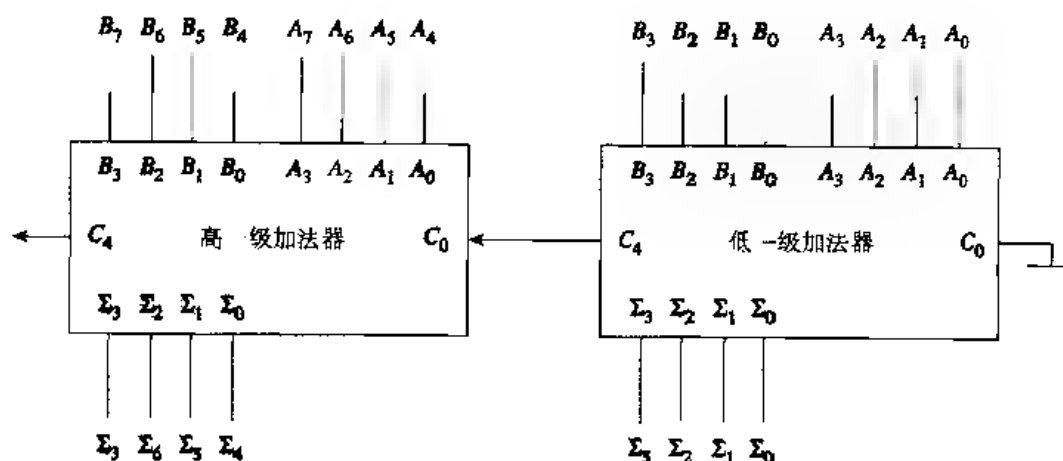 B₇ B₆ B₅ B₄ A₇ A₆ A₅ A₄
B₃ B₂ B₁ B₀ A₃ A₂ A₁ A₀
B₃ B₂ B₁ B₀ A₃ A₂ A₁ A₀
B₃ B₂ B₁ B₀ A₃ A₂ A₁ A₀
C₄ 高一级加法器 C₀
C₄ 低一级加法器 C₀
Σ₃ Σ₂ Σ₁ Σ₀
Σ₃ Σ₂ Σ₁ Σ₀
Σ₃ Σ₆ Σ₅ Σ₄
Σ₃ Σ₂ Σ₁ Σ₀